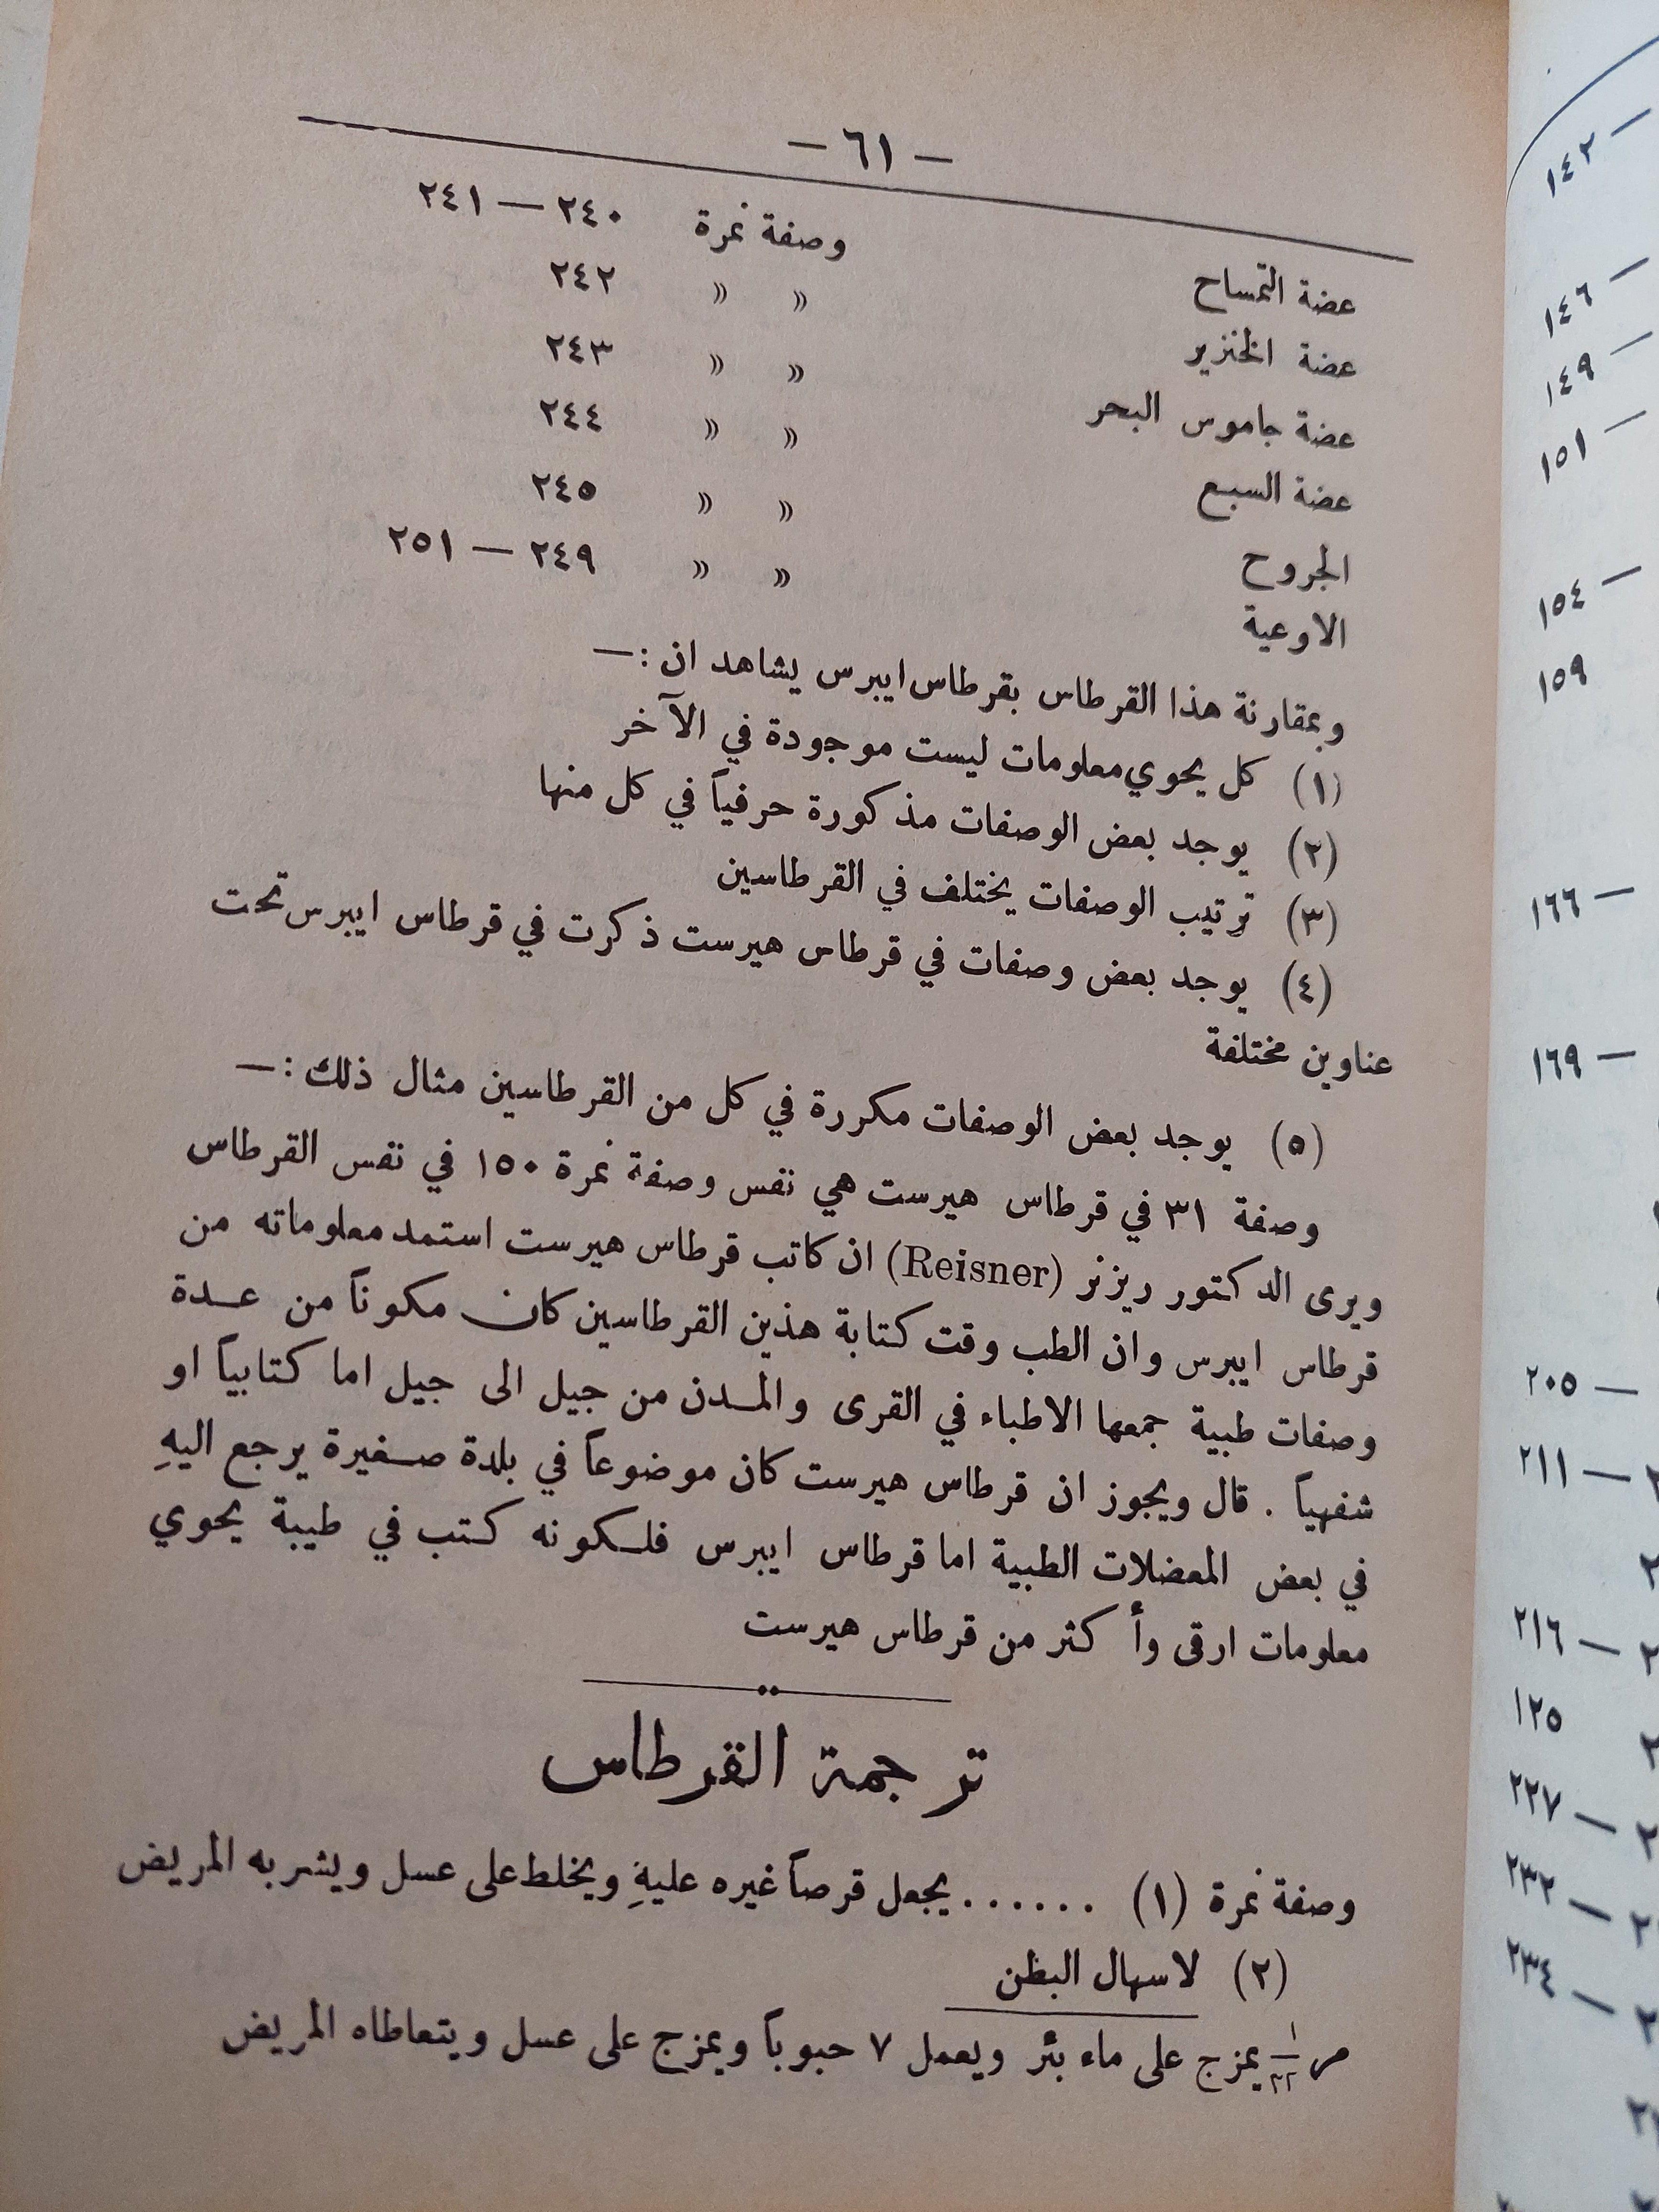 — ٦١ —
عضة التمساح وصفة نمرة ٢٤٠ — ٢٤١
عضة الخنزير » » ٢٤٢
عضة جاموس البحر » » ٢٤٣
عضة السبع » » ٢٤٤
الجروح » » ٢٤٥
الاوعية » » ٢٤٩ — ٢٥١
وبمقارنة هذا القرطاس بقرطاس ايبرس يشاهد ان :—
(١) كل يحوي معلومات ليست موجودة في الآخر
(٢) يوجد بعض الوصفات مذكورة حرفياً في كل منها
(٣) ترتيب الوصفات يختلف في القرطاسين
(٤) يوجد بعض وصفات في قرطاس هيرست ذكرت في قرطاس ايبرس تحت
عناوين مختلفة
(٥) يوجد بعض الوصفات مكررة في كل من القرطاسين مثال ذلك :—
وصفة ٣١ في قرطاس هيرست هي نفس وصفة نمرة ١٥٠ في نفس القرطاس
ويرى الدكتور ريزنر (Reisner) ان كاتب قرطاس هيرست استمد معلوماته من
قرطاس ايبرس وان الطب وقت كتابة هذين القرطاسين كان مكوناً من عدة
وصفات طبية جمعها الاطباء في القرى والمدن من جيل الى جيل اما كتابياً او
شفهياً . قال ويجوز ان قرطاس هيرست كان موضوعاً في بلدة صغيرة يرجع اليهِ
في بعض المعضلات الطبية اما قرطاس ايبرس فلكونه كتب في طيبة يحوي
معلومات ارقى وأكثر من قرطاس هيرست
ترجمة القرطاس
وصفة نمرة (١) ...... يجعل قرصاً غيره عليهِ ويخلط على عسل ويشربه المريض
(٢) لاسهال البطن
يمزج على ماء بئر ويعمل ٧ حبوباً ويمزج على عسل ويتعاطاه المريض
— ١٤٢
— ١٤٦
— ١٤٩
— ١٥١
— ١٥٤
١٥٩
— ١٦٦
— ١٦٩
— ٢٠٥
— ٢١١
— ٢١٦
١٢٥
— ٢٢٧
— ٢٣٢
— ٢٣٤